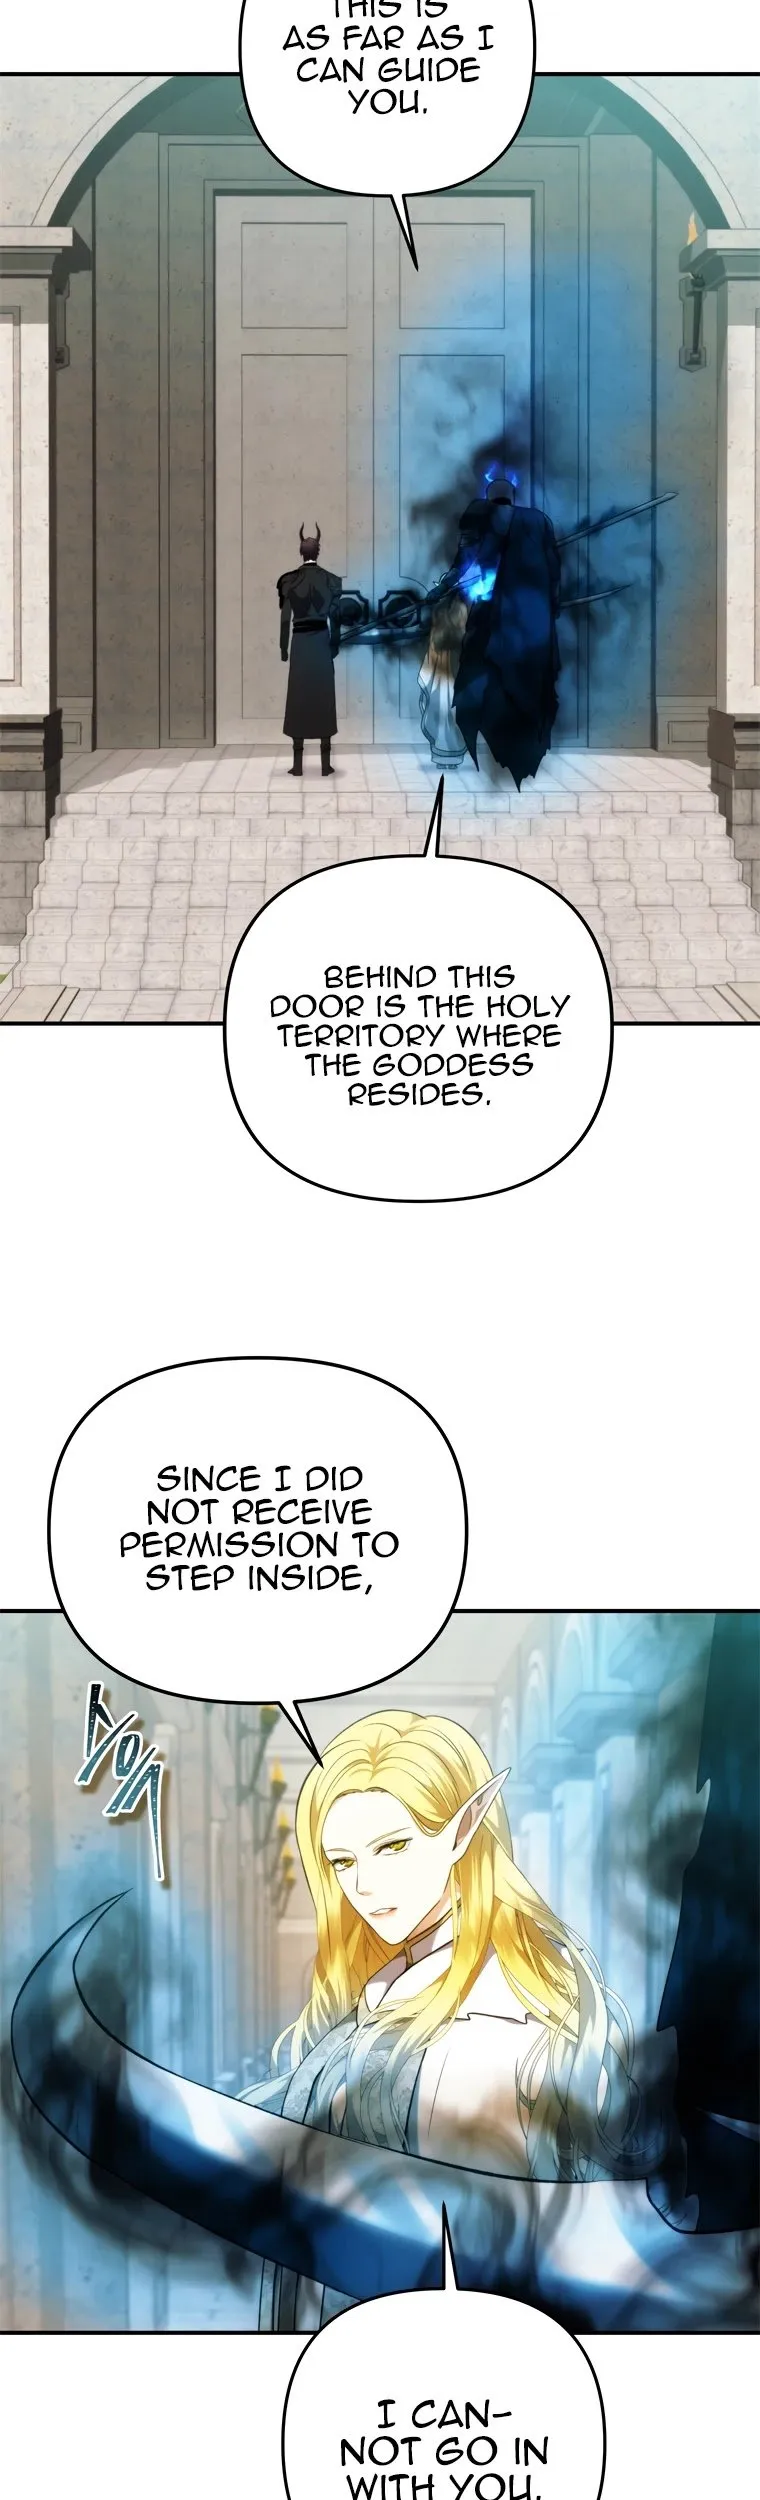 THIS IS
AS FAR AS I
CAN GUIDE
YOU.
BEHIND THIS
DOOR IS THE HOLY
TERRITORY WHERE
THE GODDESS
RESIDES.
SINCE I DID
NOT RECEIVE
PERMISSION TO
STEP INSIDE,
I CAN-
NOT GO IN
WITH YOU.